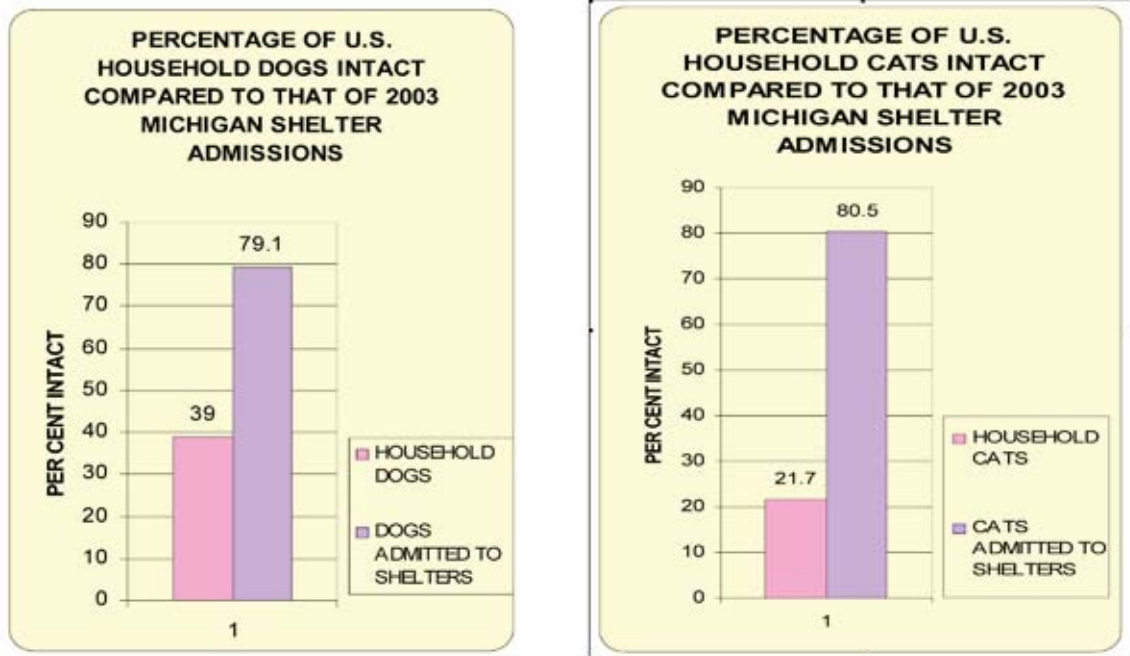 PERCENTAGE OF U.S.
HOUSEHOLD DOGS INTACT
COMPARED TO THAT OF 2003
MICHIGAN SHELTER
ADMISSIONS
PER CENT INTACT
90
80
70
60
50
40
30
20
10
0
79.1
39
1
HOUSEHOLD
DOGS
DOGS
ADMITTED TO
SHELTERS
PERCENTAGE OF U.S.
HOUSEHOLD CATS INTACT
COMPARED TO THAT OF 2003
MICHIGAN SHELTER
ADMISSIONS
PER CENT INTACT
90
80
70
60
50
40
30
20
10
0
80.5
21.7
1
HOUSEHOLD
CATS
CATS
ADMITTED TO
SHELTERS